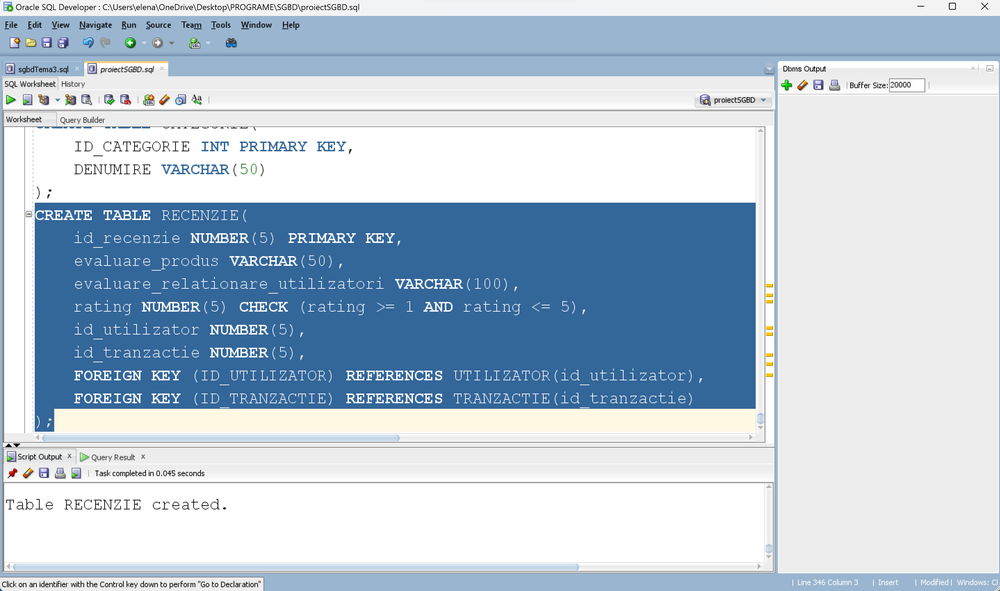 Oracle SQL Developer : C:\Users\elena\OneDrive\Desktop\PROGRAME\SGBD\proiectSGBD.sql
File Edit View Navigate Run Source Team Tools Window Help
sgbdTema3.sql proiectSGBD.sql
SQL Worksheet History
proiectSGBD
Worksheet Query Builder
CREATE TABLE CATEGORIE(
ID_CATEGORIE INT PRIMARY KEY,
DENUMIRE VARCHAR(50)
);
CREATE TABLE RECENZIE(
id_recenzie NUMBER(5) PRIMARY KEY,
evaluare_produs VARCHAR(50),
evaluare_relationare_utilizatori VARCHAR(100),
rating NUMBER(5) CHECK (rating >= 1 AND rating <= 5),
id_utilizator NUMBER(5),
id_tranzactie NUMBER(5),
FOREIGN KEY (ID_UTILIZATOR) REFERENCES UTILIZATOR(id_utilizator),
FOREIGN KEY (ID_TRANZACTIE) REFERENCES TRANZACTIE(id_tranzactie)
);
Script Output x Query Result x
Task completed in 0.045 seconds
Table RECENZIE created.
Dbms Output
Buffer Size: 20000
Click on an identifier with the Control key down to perform "Go to Declaration"
| Line 346 Column 3 | Insert | Modified | Windows: Cl